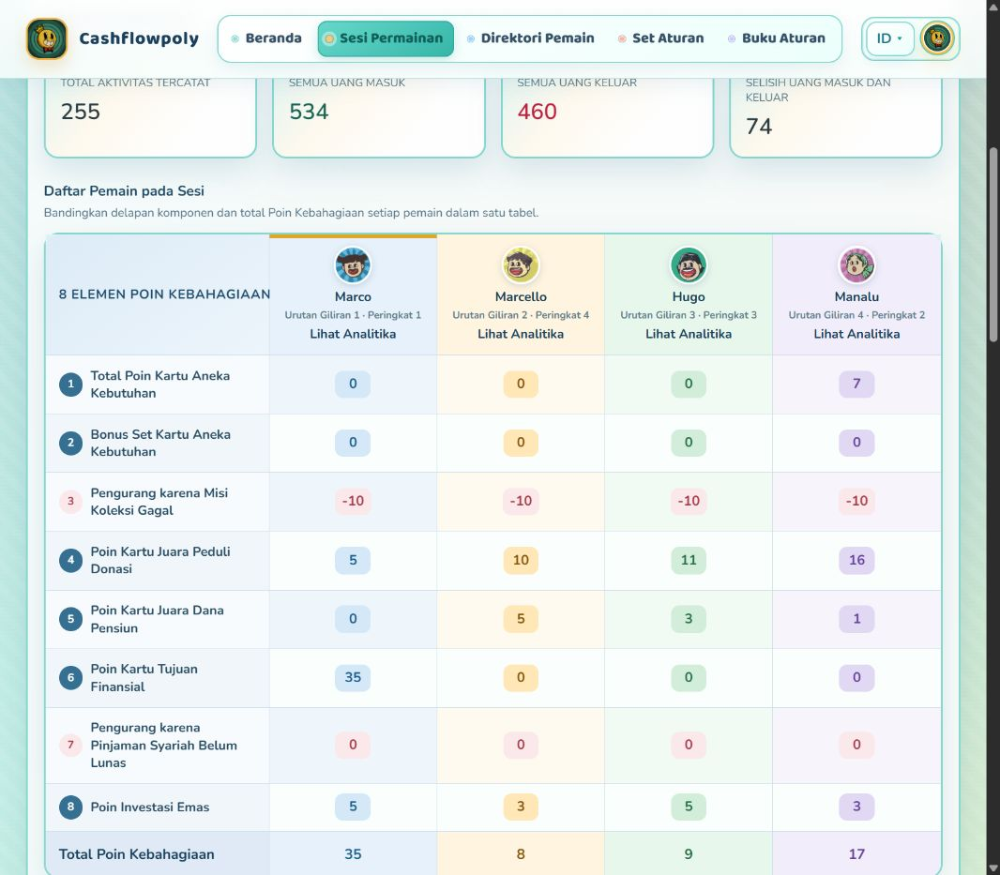 Cashflowpoly
Beranda
Sesi Permainan
Direktori Pemain
Set Aturan
Buku Aturan
ID
TOTAL AKTIVITAS TERCATAT
255
SEMUA UANG MASUK
534
SEMUA UANG KELUAR
460
SELISIH UANG MASUK DAN
KELUAR
74
Daftar Pemain pada Sesi
Bandingkan delapan komponen dan total Poin Kebahagiaan setiap pemain dalam satu tabel.
8 ELEMEN POIN KEBAHAGIAAN
Marco
Urutan Giliran 1 · Peringkat 1
Lihat Analitika
Marcello
Urutan Giliran 2 · Peringkat 4
Lihat Analitika
Hugo
Urutan Giliran 3 · Peringkat 3
Lihat Analitika
Manalu
Urutan Giliran 4 · Peringkat 2
Lihat Analitika
1 Total Poin Kartu Aneka
Kebutuhan
0 0 0 7
2 Bonus Set Kartu Aneka
Kebutuhan
0 0 0 0
3 Pengurang karena Misi
Koleksi Gagal
-10 -10 -10 -10
4 Poin Kartu Juara Peduli
Donasi
5 10 11 16
5 Poin Kartu Juara Dana
Pensiun
0 5 3 1
6 Poin Kartu Tujuan
Finansial
35 0 0 0
7 Pengurang karena
Pinjaman Syariah Belum
Lunas
0 0 0 0
8 Poin Investasi Emas
5 3 5 3
Total Poin Kebahagiaan
35 8 9 17